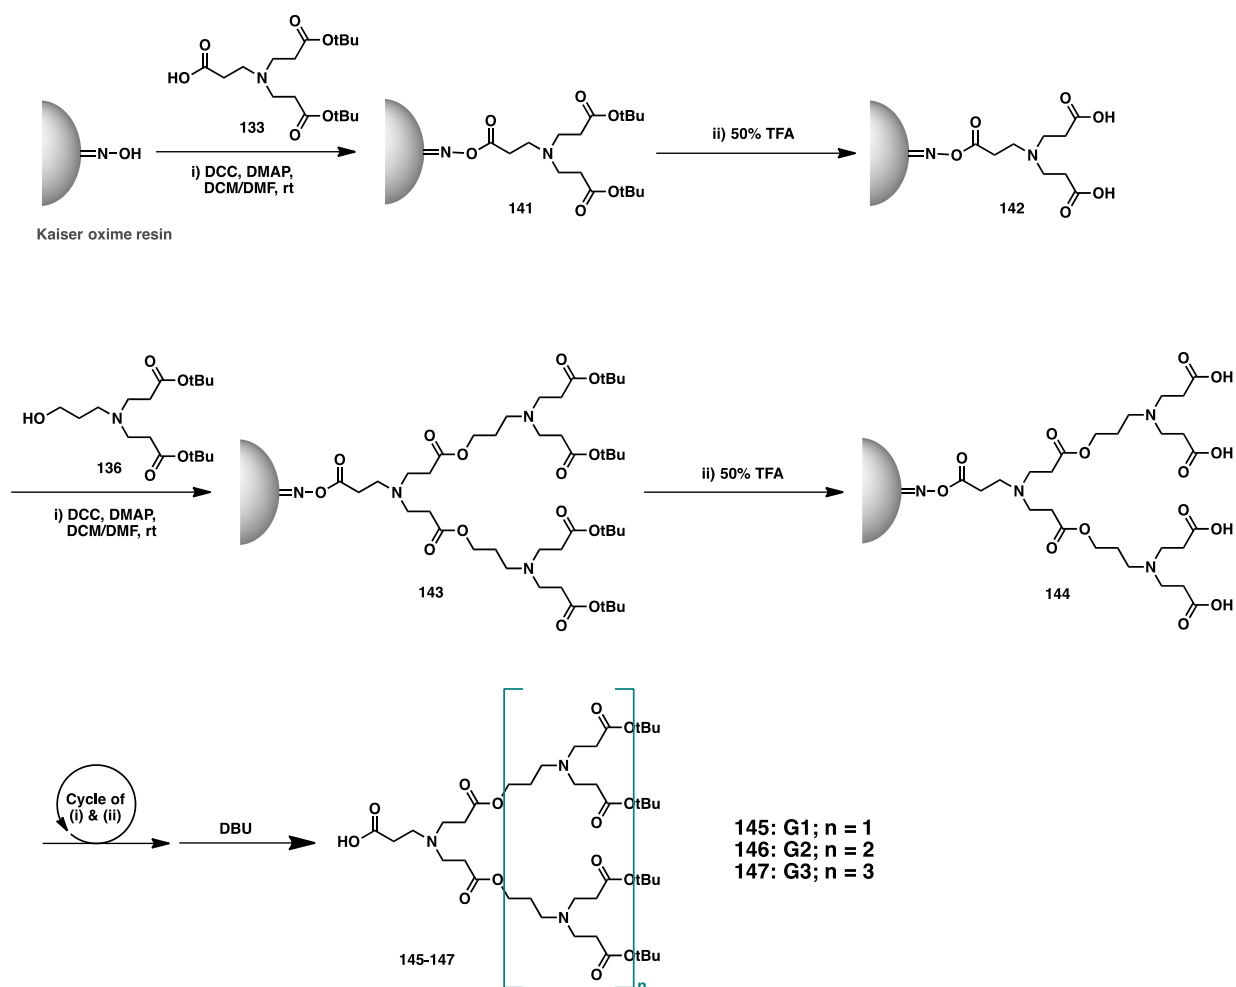 O
OtBu
O
HO
N
OtBu
O
133
N-OH
i) DCC, DMAP,
DCM/DMF, rt
Kaiser oxime resin
O
OtBu
O
N
O
N
OtBu
O
141
ii) 50% TFA
O
OH
O
N
O
N
OH
O
142
O
OtBu
HO
N
OtBu
O
136
i) DCC, DMAP,
DCM/DMF, rt
O
OtBu
N
O
O
OtBu
O
O
N
O
N
O
OtBu
O
O
N
OtBu
O
143
ii) 50% TFA
O
OH
N
O
O
OH
O
O
N
O
N
O
OH
O
O
N
OH
O
144
Cycle of
(i) & (ii)
DBU
O
OtBu
N
O
O
OtBu
O
O
HO
N
O
OtBu
O
O
N
OtBu
O
n
145-147
145: G1; n = 1
146: G2; n = 2
147: G3; n = 3